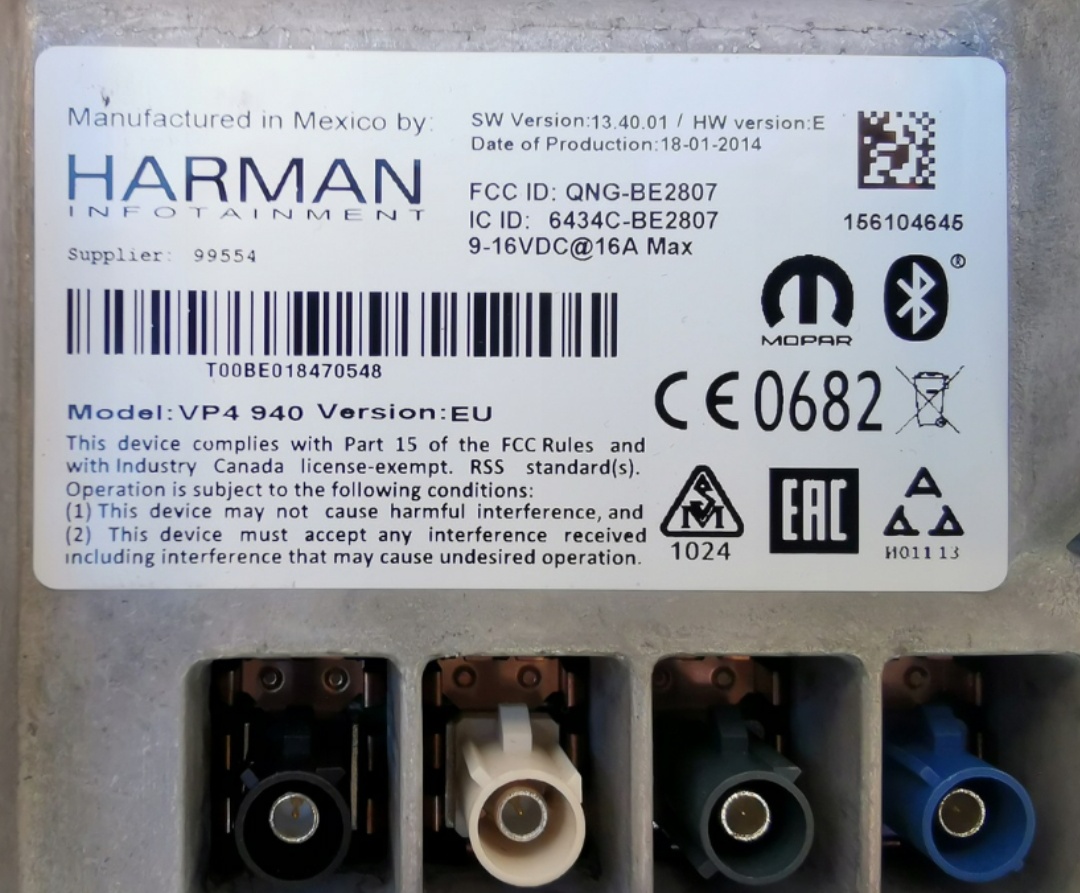 Manufactured in Mexico by:
HARMAN
INFOTAINMENT
Supplier: 99554
SW Version:13.40.01 / HW version:E
Date of Production:18-01-2014
FCC ID: QNG-BE2807
IC ID: 6434C-BE2807
9-16VDC@16A Max
156104645
MOPAR
®
T00BE018470548
Model:VP4 940 Version:EU
This device complies with Part 15 of the FCC Rules and
with Industry Canada license-exempt. RSS standard(s).
Operation is subject to the following conditions:
(1) This device may not cause harmful interference, and
(2) This device must accept any interference received
including interference that may cause undesired operation.
CE 0682
SM
1024
EAC
И011 13